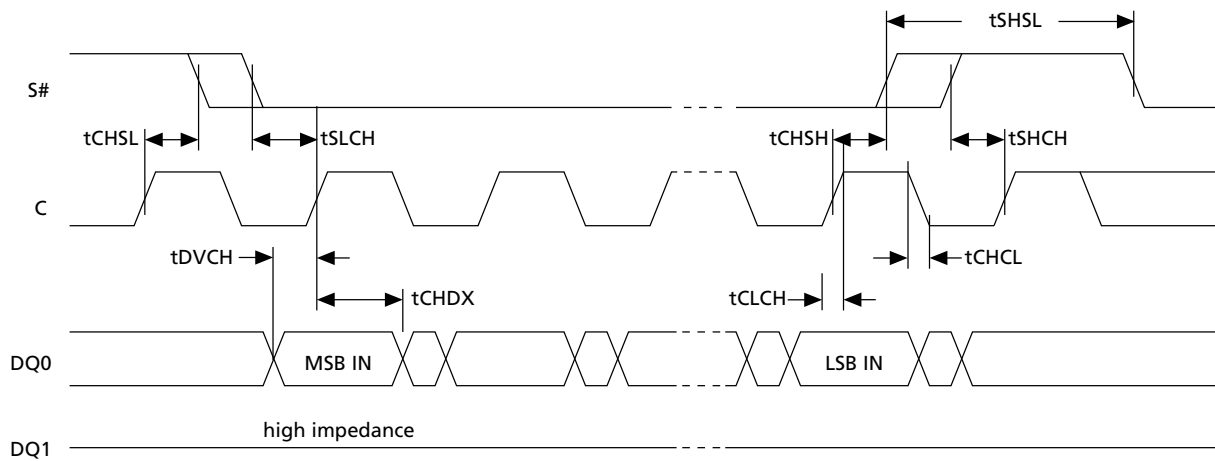 tSHSL
S#
tCHSL
tSLCH
tCHSH
tSHCH
C
tDVCH
tCHCL
tCHDX
tCLCH
DQ0
MSB IN
LSB IN
high impedance
DQ1